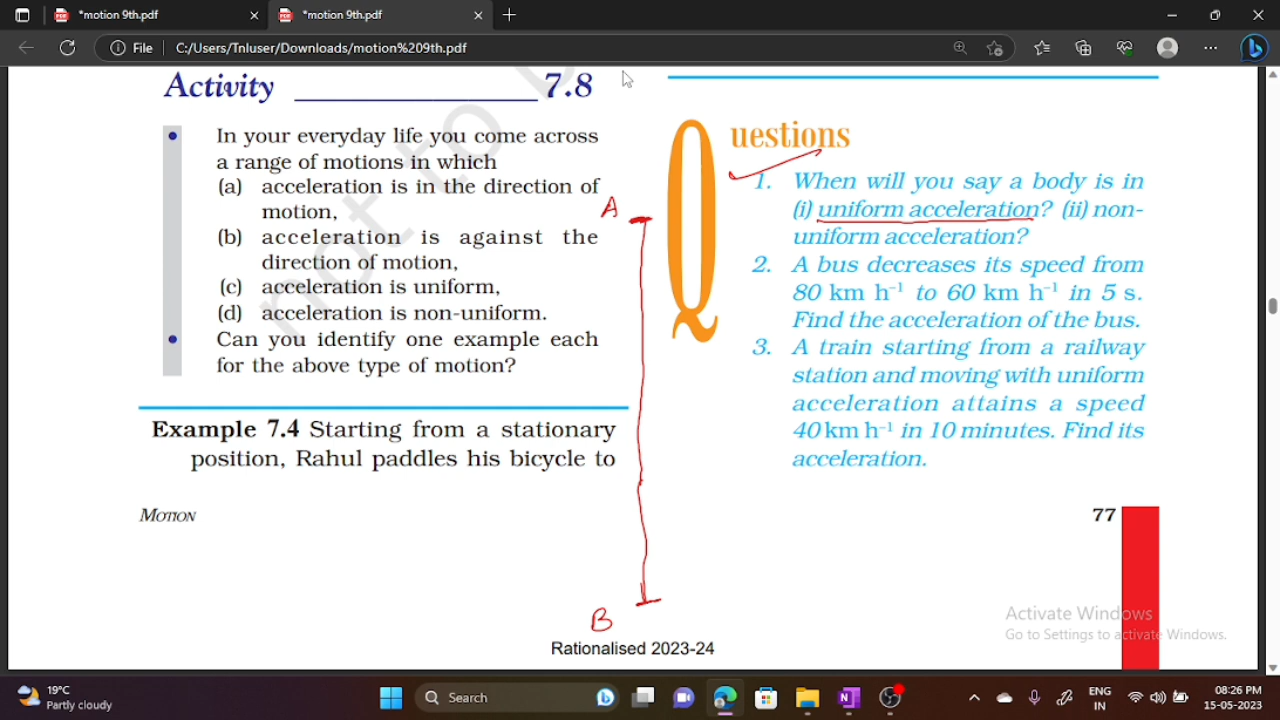 *motion 9th.pdf
*motion 9th.pdf
File
C:/Users/Tnluser/Downloads/motion%209th.pdf
Activity 7.8
In your everyday life you come across
a range of motions in which
(a) acceleration is in the direction of
motion,
(b) acceleration is against the
direction of motion,
(c) acceleration is uniform,
(d) acceleration is non-uniform.
Can you identify one example each
for the above type of motion?
Example 7.4 Starting from a stationary
position, Rahul paddles his bicycle to
MOTION
not to b
A
B
Questions
1. When will you say a body is in
(i) uniform acceleration? (ii) non-
uniform acceleration?
2. A bus decreases its speed from
80 km h⁻¹ to 60 km h⁻¹ in 5 s.
Find the acceleration of the bus.
3. A train starting from a railway
station and moving with uniform
acceleration attains a speed
40 km h⁻¹ in 10 minutes. Find its
acceleration.
77
Rationalised 2023-24
Activate Windows
Go to Settings to activate Windows.
19°C
Partly cloudy
Search
ENG
IN
08:26 PM
15-05-2023